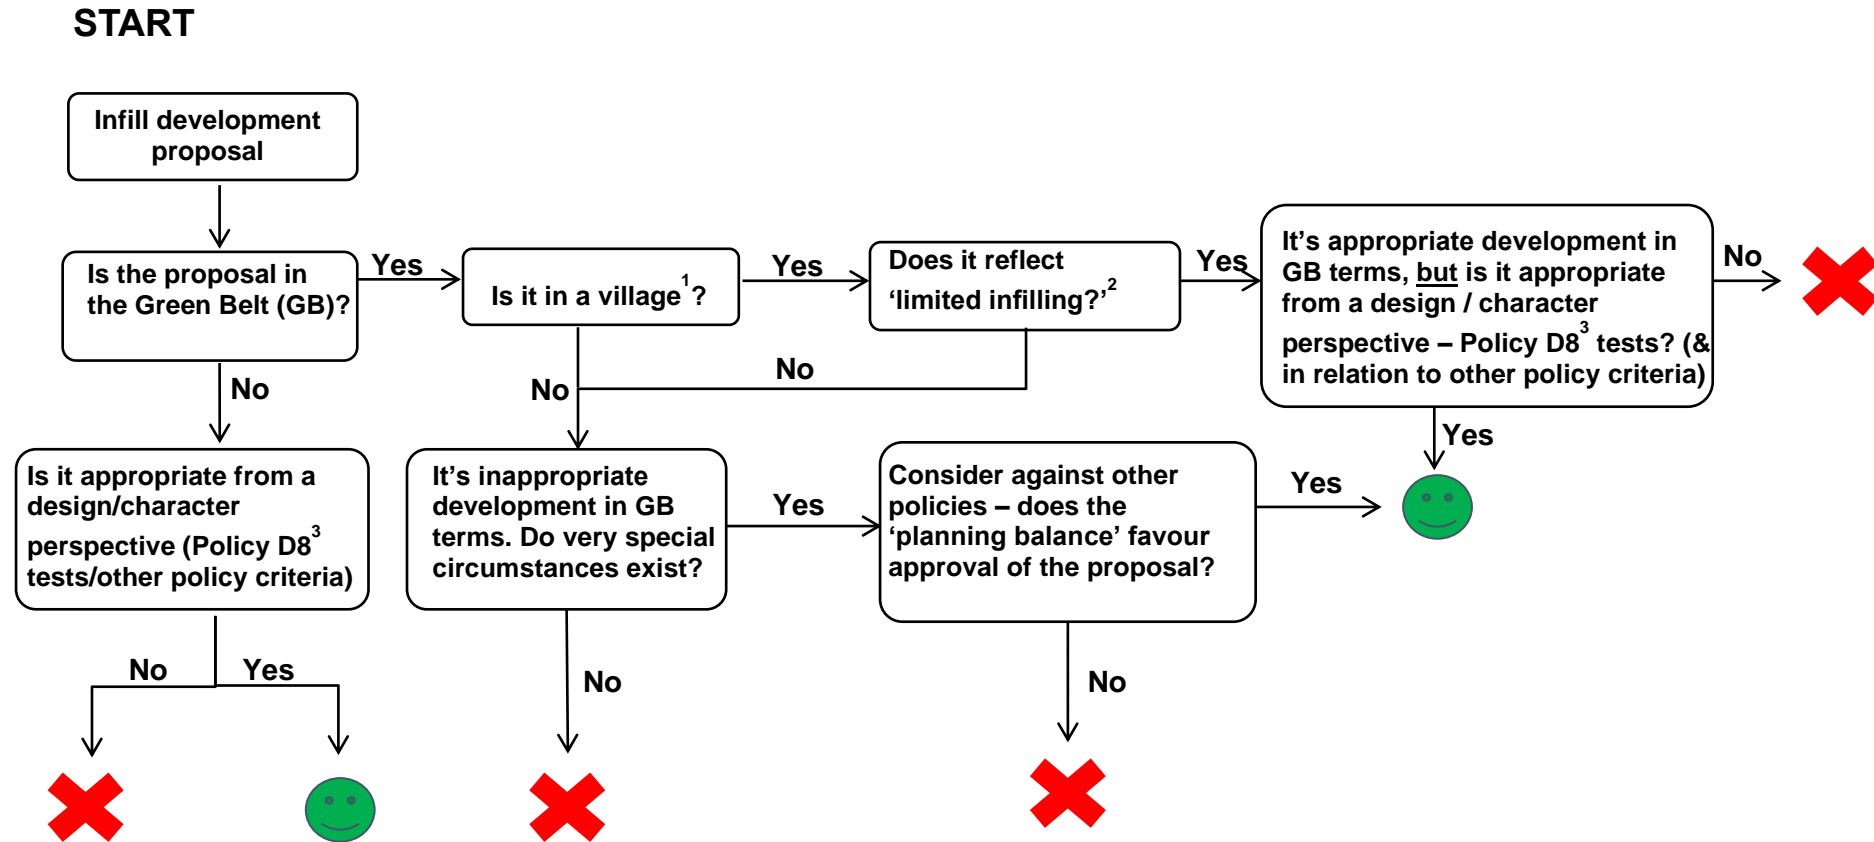 START
Infill development
proposal
Is the proposal in
the Green Belt (GB)?
Yes
Is it in a village¹?
Yes
Does it reflect
‘limited infilling?’²
Yes
It’s appropriate development in
GB terms, but is it appropriate
from a design / character
perspective – Policy D8³ tests? (&
in relation to other policy criteria)
No
No
No
No
Yes
Is it appropriate from a
design/character
perspective (Policy D8³
tests/other policy criteria)
It’s inappropriate
development in GB
terms. Do very special
circumstances exist?
Yes
Consider against other
policies – does the
‘planning balance’ favour
approval of the proposal?
Yes
No
Yes
No
No